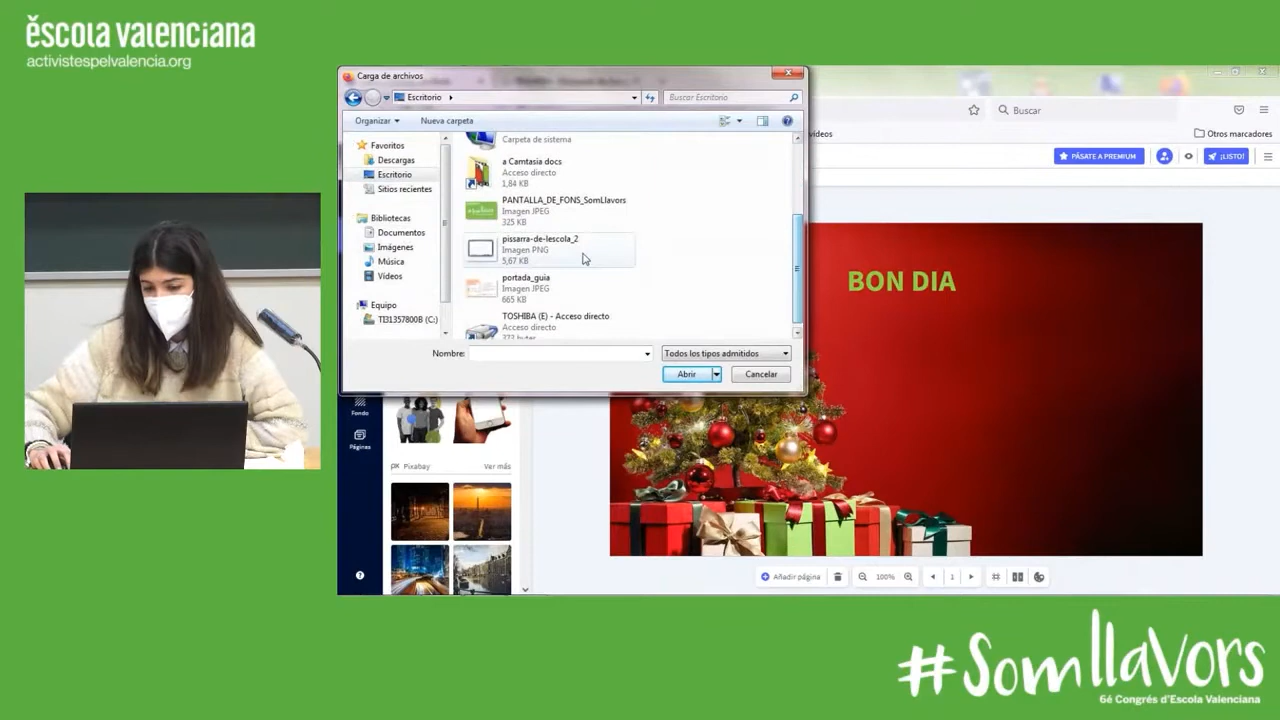 escola valenciana
activistespelvalencia.org
Carga de archivos
Escritorio
Buscar Escritorio
Organizar
Nueva carpeta
Favoritos
Descargas
Escritorio
Sitios recientes
Bibliotecas
Documentos
Imágenes
Música
Vídeos
Equipo
TI31357800B (C:)
Carpeta de sistema
a Camtasia docs
Acceso directo
1,84 KB
PANTALLA_DE_FONS_SomLlavors
Imagen JPEG
325 KB
pissarra-de-lescola_2
Imagen PNG
5,67 KB
portada_guia
Imagen JPEG
665 KB
TOSHIBA (E) - Acceso directo
Acceso directo
373 bytes
Nombre:
Todos los tipos admitidos
Abrir
Cancelar
Buscar
vídeos
Otros marcadores
PÁSATE A PREMIUM
¡LISTO!
BON DIA
Fondo
Páginas
Pixabay
Ver más
Añadir página
100%
1
#Somllavors
6é Congrés d'Escola Valenciana